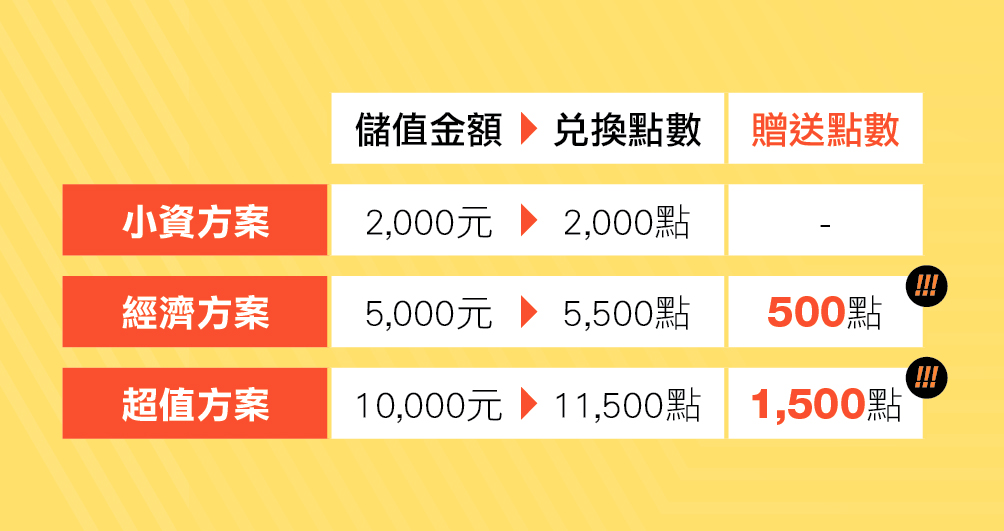 儲值金額 ▶ 兑換點數 贈送點數
小資方案 2,000元 ▶ 2,000點 -
經濟方案 5,000元 ▶ 5,500點 500點 !!!
超值方案 10,000元 ▶ 11,500點 1,500點 !!!